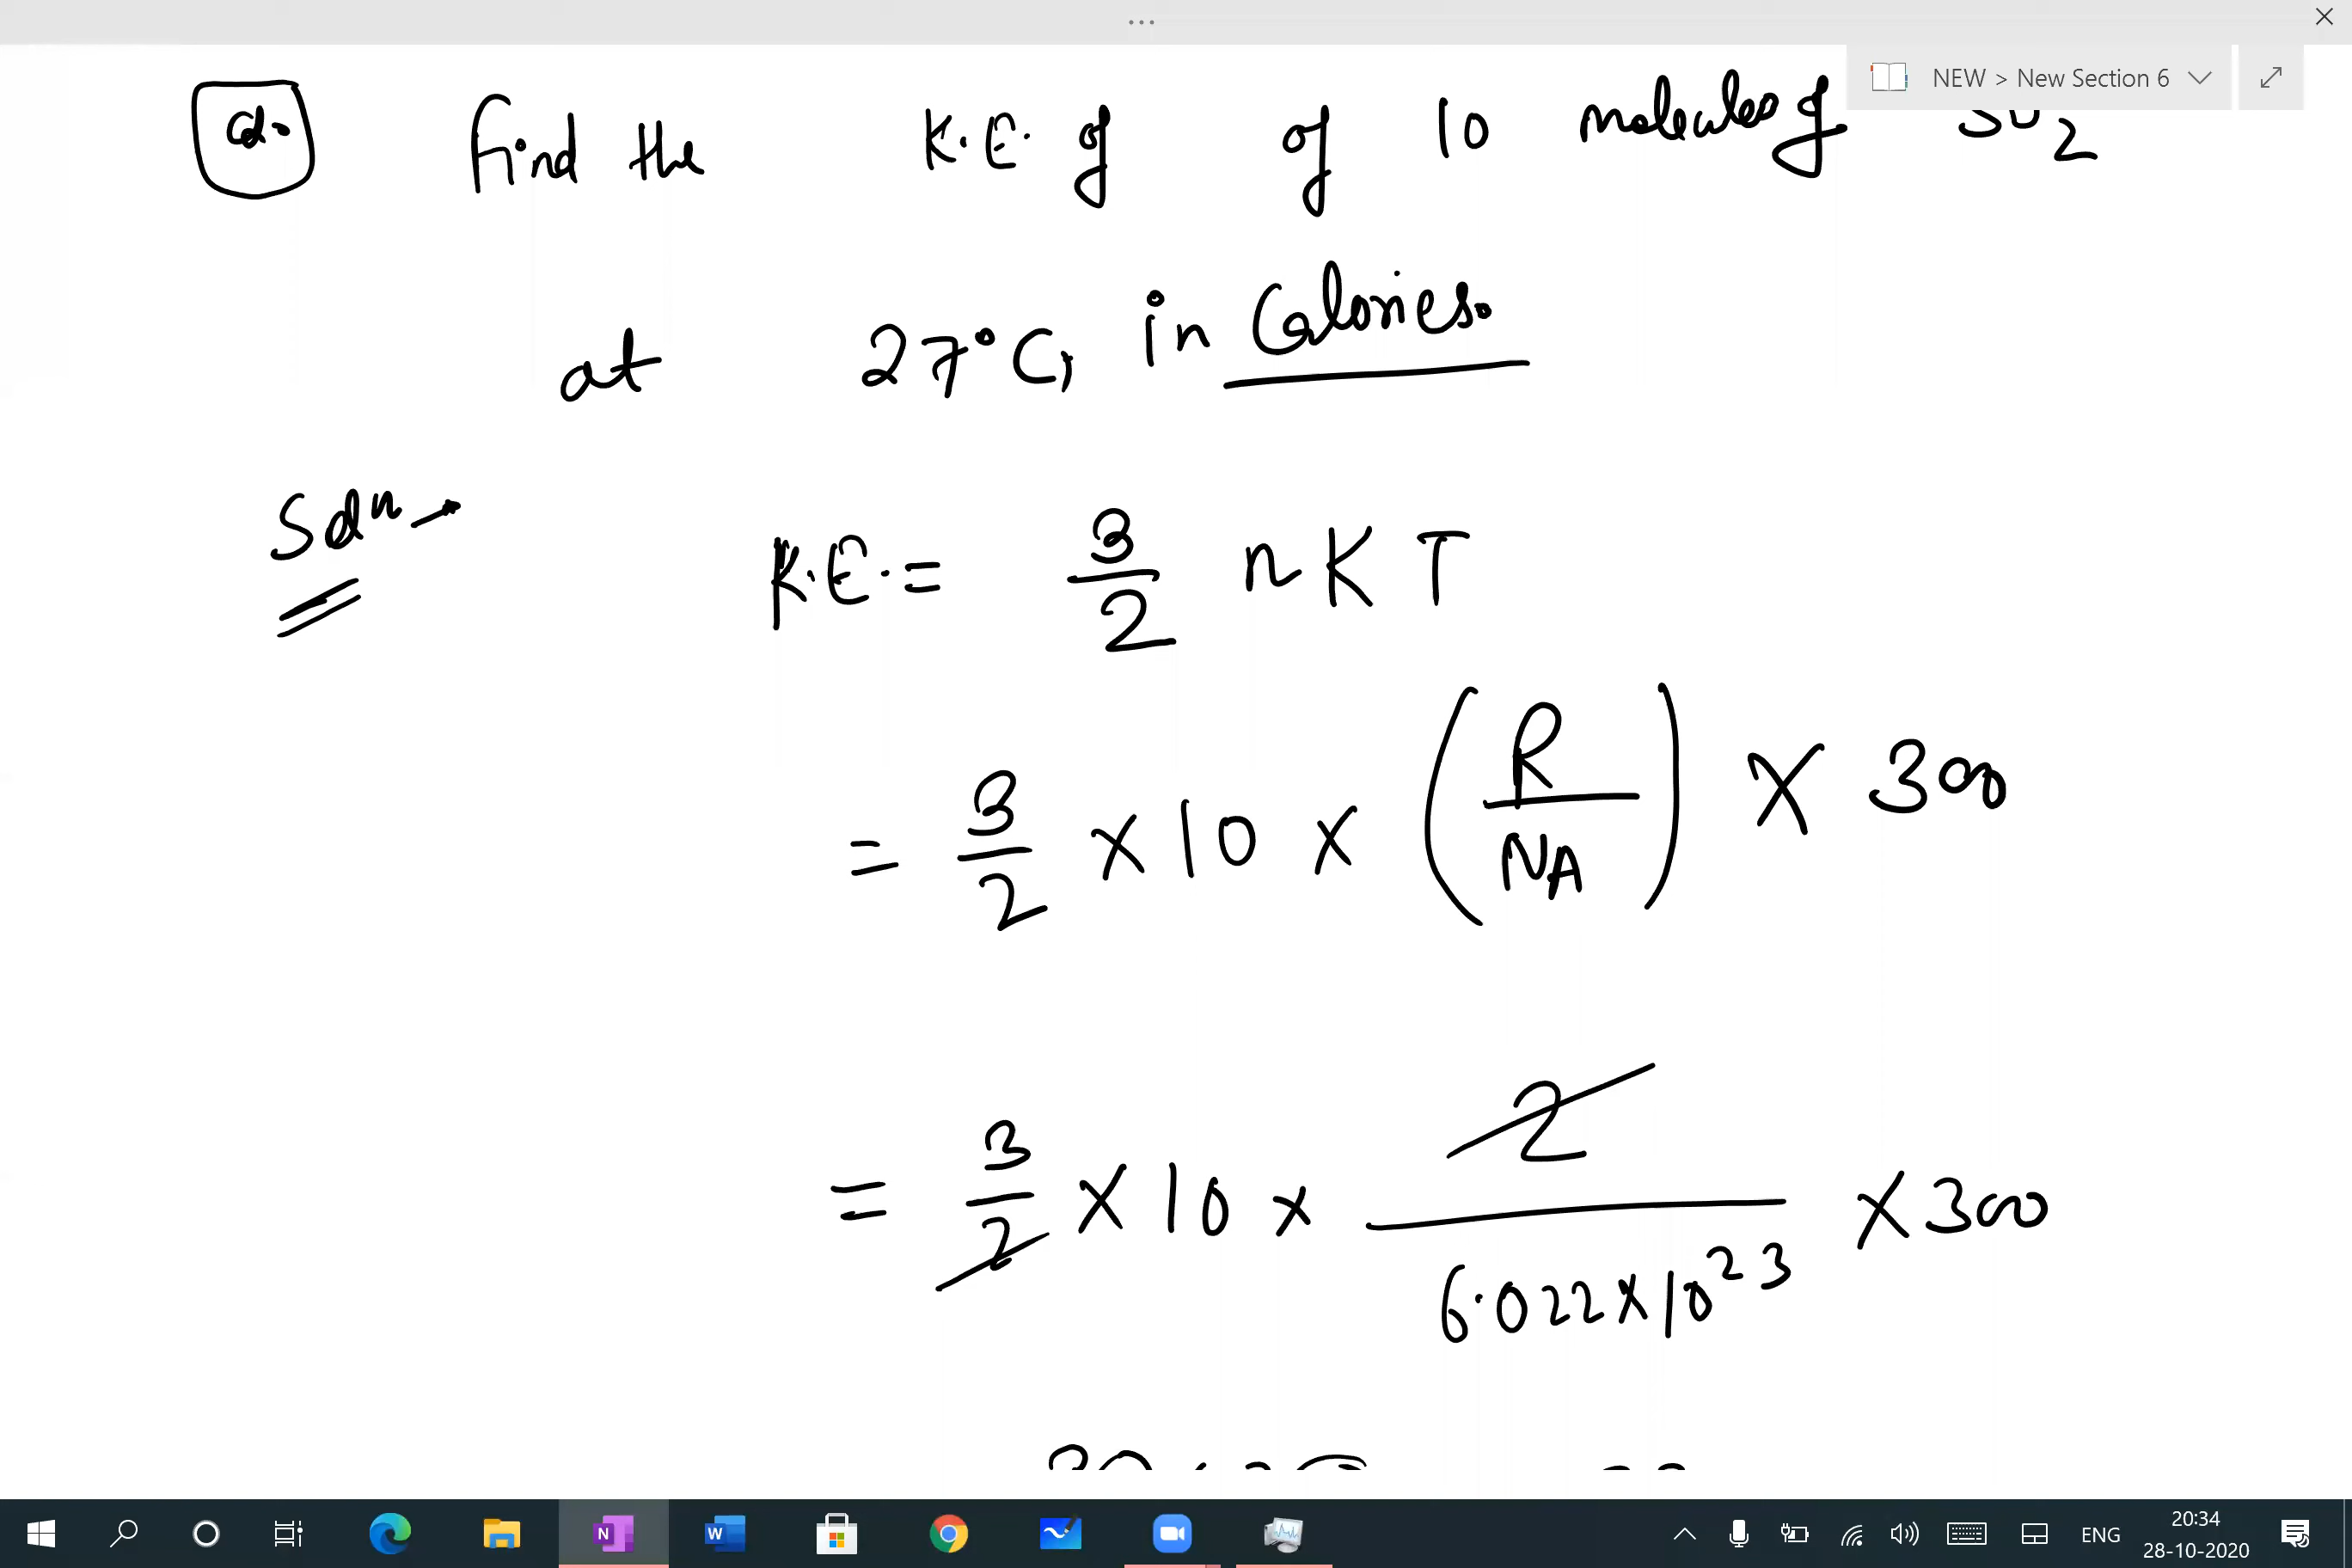 NEW > New Section 6
Q. Find the K.E. of of 10 molecules of SO2
at 27°C, in Calories.
Soln
K.E. = 3/2 n K T
= 3/2 × 10 × (R/NA) × 300
= 3/2 × 10 × 2/6.022×10^23 × 300
N
W
ENG
20:34
28-10-2020